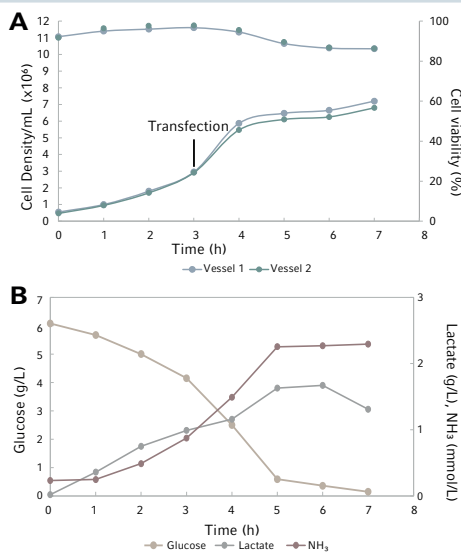 A
12
11
10
9
8
7
6
5
4
3
2
1
0
Cell Density/mL (x10⁶)
100
80
60
40
20
0
Cell viability (%)
Transfection
0 1 2 3 4 5 6 7 8
Time (h)
Vessel 1 Vessel 2
B
7
6
5
4
3
2
1
0
Glucose (g/L)
3
2
1
0
Lactate (g/L), NH₃ (mmol/L)
0 1 2 3 4 5 6 7 8
Time (h)
Glucose Lactate NH₃